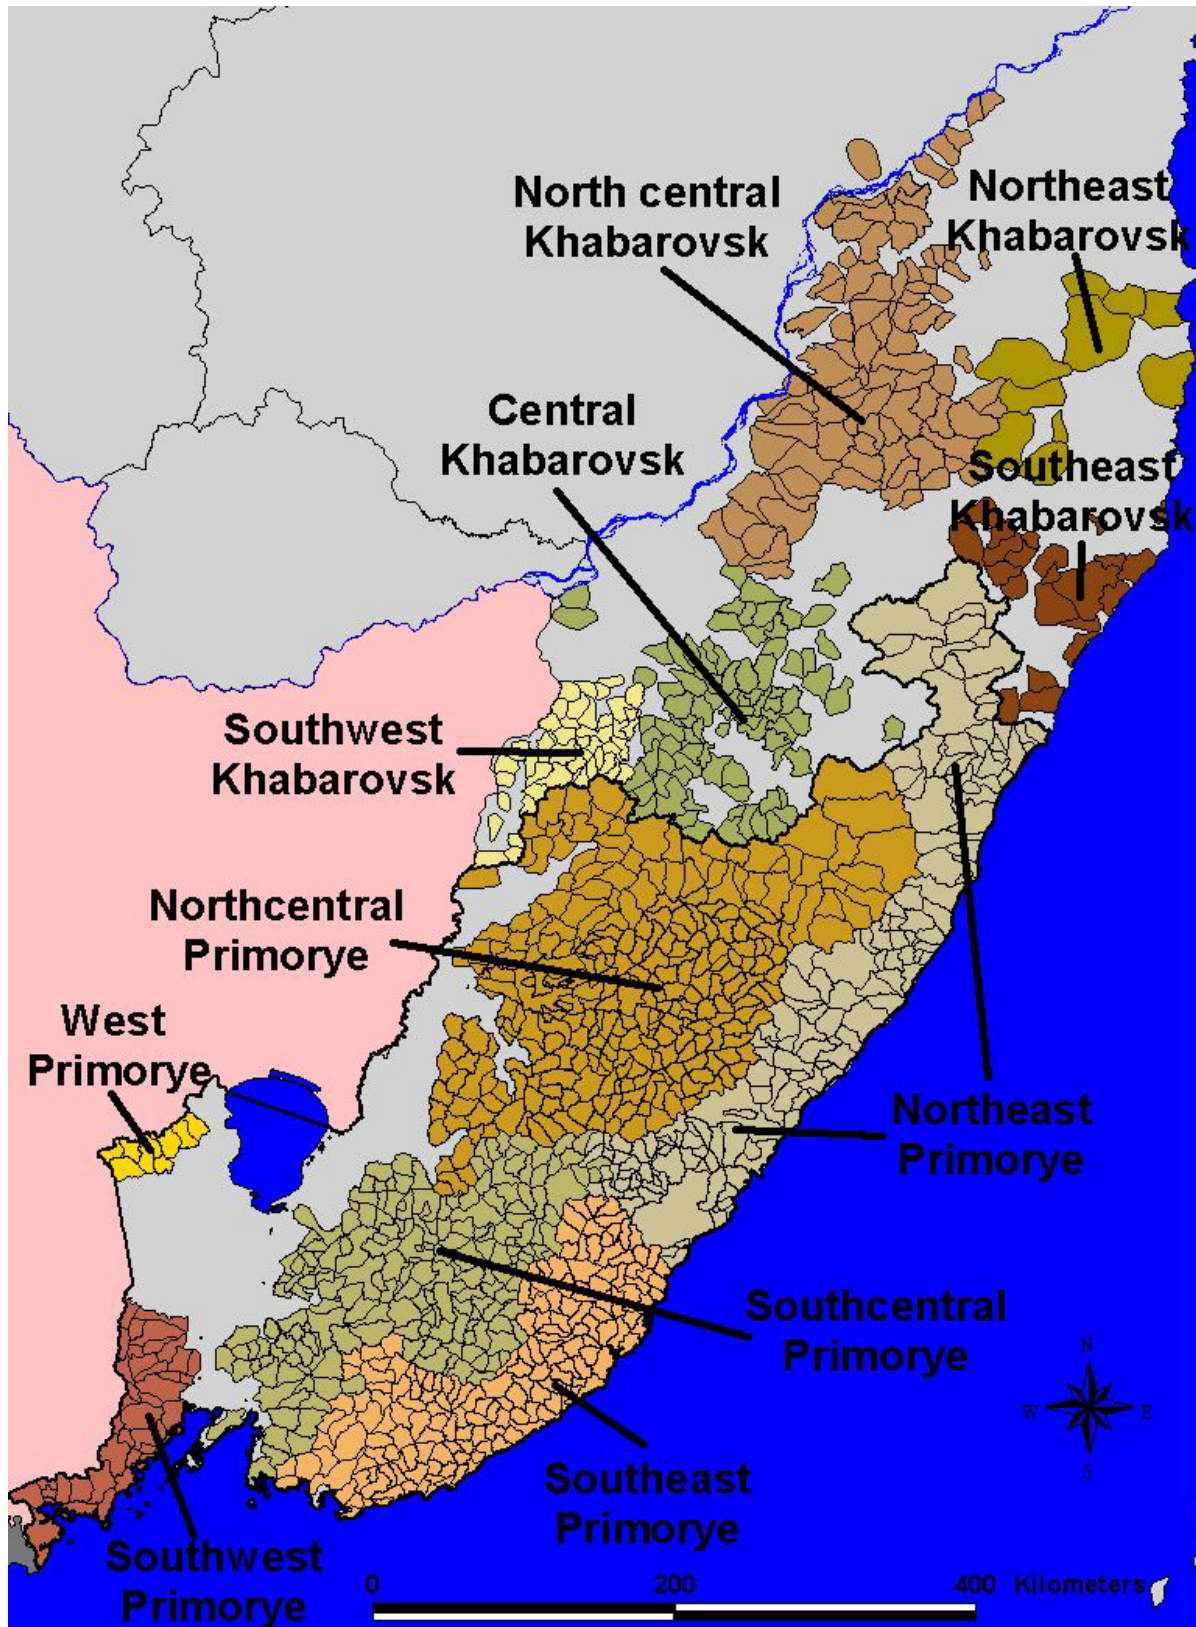 North central
Khabarovsk
Northeast
Khabarovsk
Central
Khabarovsk
Southeast
Khabarovsk
Southwest
Khabarovsk
Northcentral
Primorye
West
Primorye
Northeast
Primorye
Southcentral
Primorye
N
W E
S
Southeast
Primorye
Southwest
Primorye
0 200 400 Kilometers